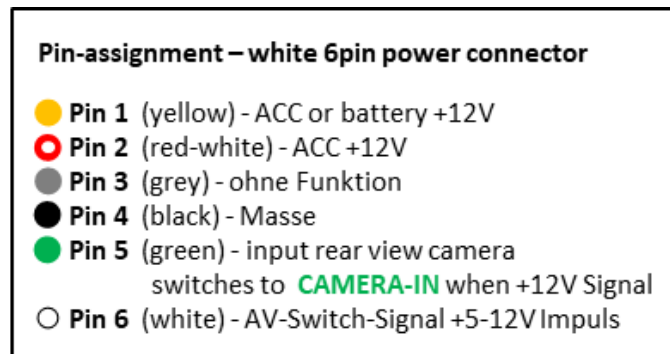 Pin-assignment – white 6pin power connector
Pin 1 (yellow) - ACC or battery +12V
Pin 2 (red-white) - ACC +12V
Pin 3 (grey) - ohne Funktion
Pin 4 (black) - Masse
Pin 5 (green) - input rear view camera
switches to CAMERA-IN when +12V Signal
Pin 6 (white) - AV-Switch-Signal +5-12V Impuls